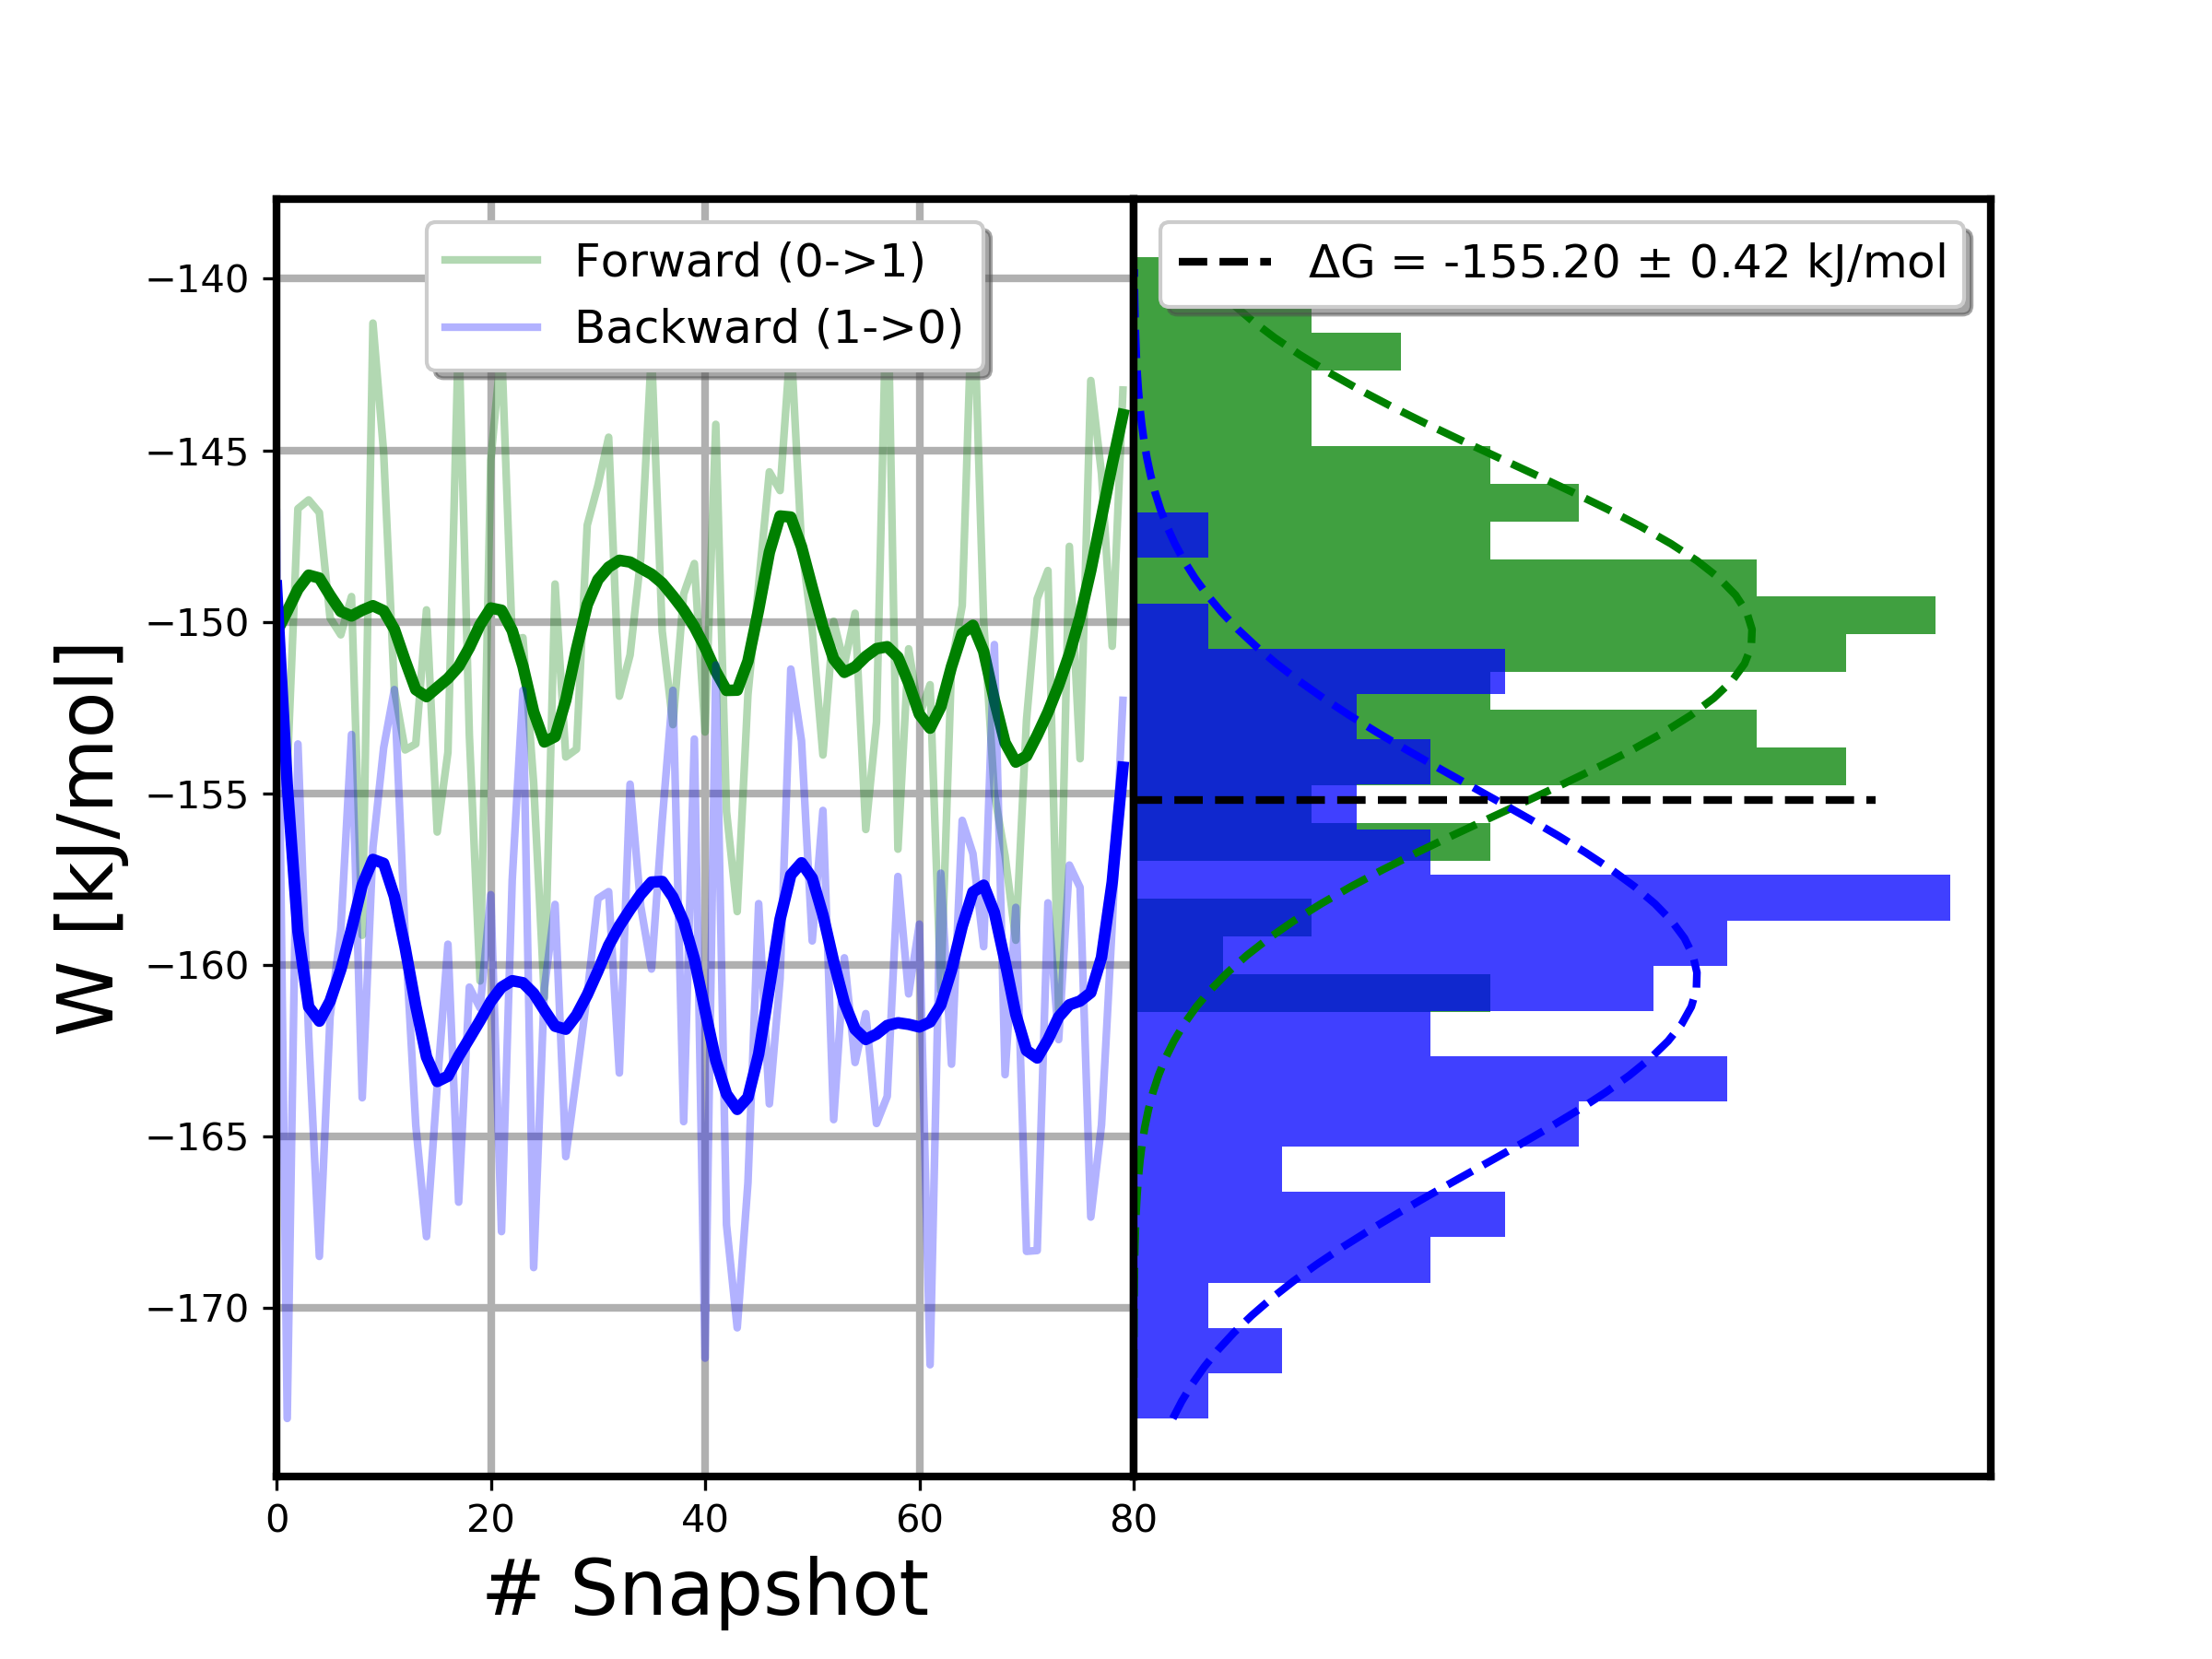 Forward (0->1)
Backward (1->0)
ΔG = -155.20 ± 0.42 kJ/mol
−140
−145
−150
−155
−160
−165
−170
W [kJ/mol]
0 20 40 60 80
# Snapshot